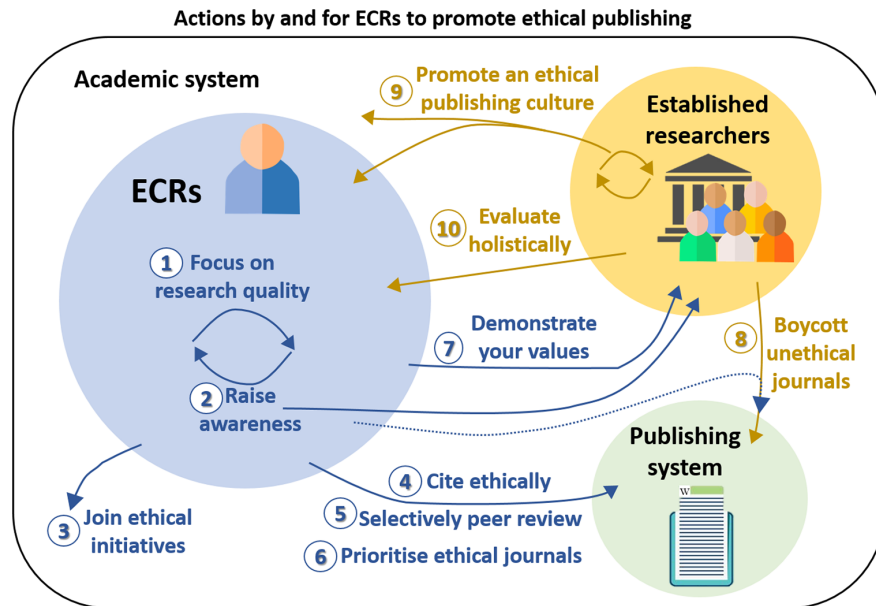 Actions by and for ECRs to promote ethical publishing
Academic system
9 Promote an ethical
publishing culture
Established
researchers
ECRs
10 Evaluate
holistically
1 Focus on
research quality
7 Demonstrate
your values
8 Boycott
unethical
journals
2 Raise
awareness
Publishing
system
W
4 Cite ethically
5 Selectively peer review
3 Join ethical
initiatives
6 Prioritise ethical journals